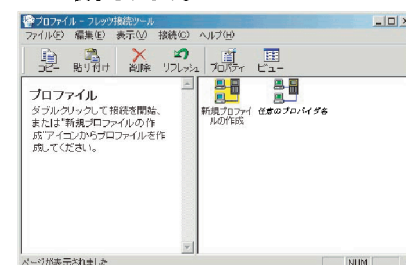 プロファイル - フレッツ接続ツール
ファイル(F) 編集(E) 表示(V) 接続(C) ヘルプ(H)
コピー 貼り付け 削除 リフレッシュ プロパティ ビュー
プロファイル
ダブルクリックして接続を開始、
または"新規プロファイルの作
成"アイコンからプロファイルを作
成してください。
新規プロファイ
ルの作成
任意のプロバイダ名
ページが表示されました
NUM